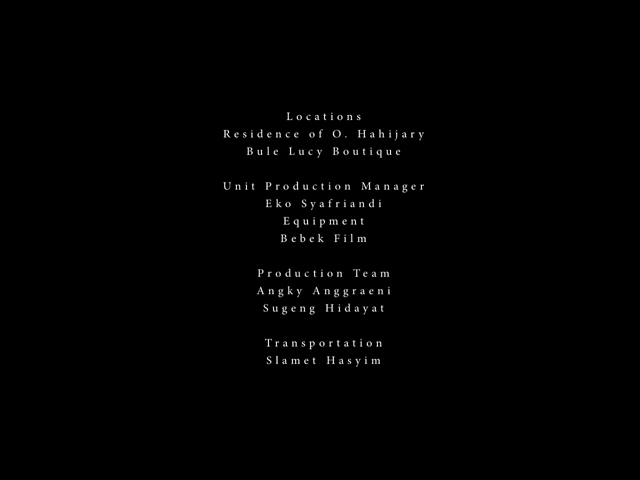 Locations
Residence of O. Hahijary
Bule Lucy Boutique
Unit Production Manager
Eko Syafriandi
Equipment
Bebek Film
Production Team
Angky Anggraeni
Sugeng Hidayat
Transportation
Slamet Hasyim